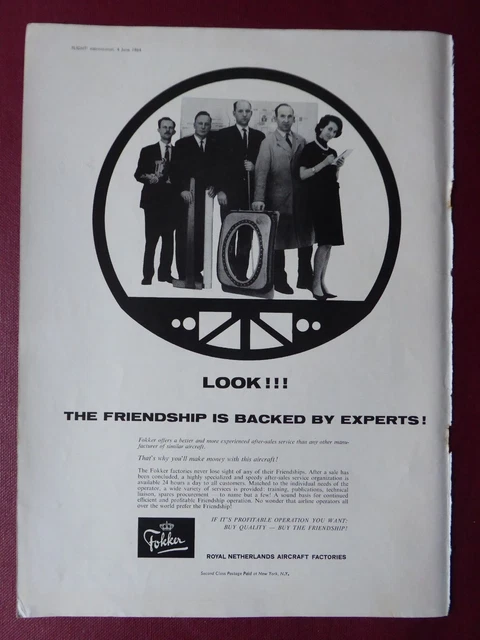 FLIGHT International, 4 June 1964
LOOK!!!
THE FRIENDSHIP IS BACKED BY EXPERTS!
Fokker offers a better and more experienced after-sales service than any other manu-
facturer of similar aircraft.
That's why you'll make money with this aircraft!
The Fokker factories never lose sight of any of their Friendships. After a sale has
been concluded, a highly specialized and speedy after-sales service organization is
available 24 hours a day to all customers. Matched to the individual needs of the
operator, a wide variety of services is provided: training, publications, technical
liaison, spares procurement — to name but a few! A sound basis for continued
efficient and profitable Friendship operation. No wonder that airline operators all
over the world prefer the Friendship!
Fokker
IF IT'S PROFITABLE OPERATION YOU WANT:
BUY QUALITY — BUY THE FRIENDSHIP!
ROYAL NETHERLANDS AIRCRAFT FACTORIES
Second Class Postage Paid at New York, N.Y.